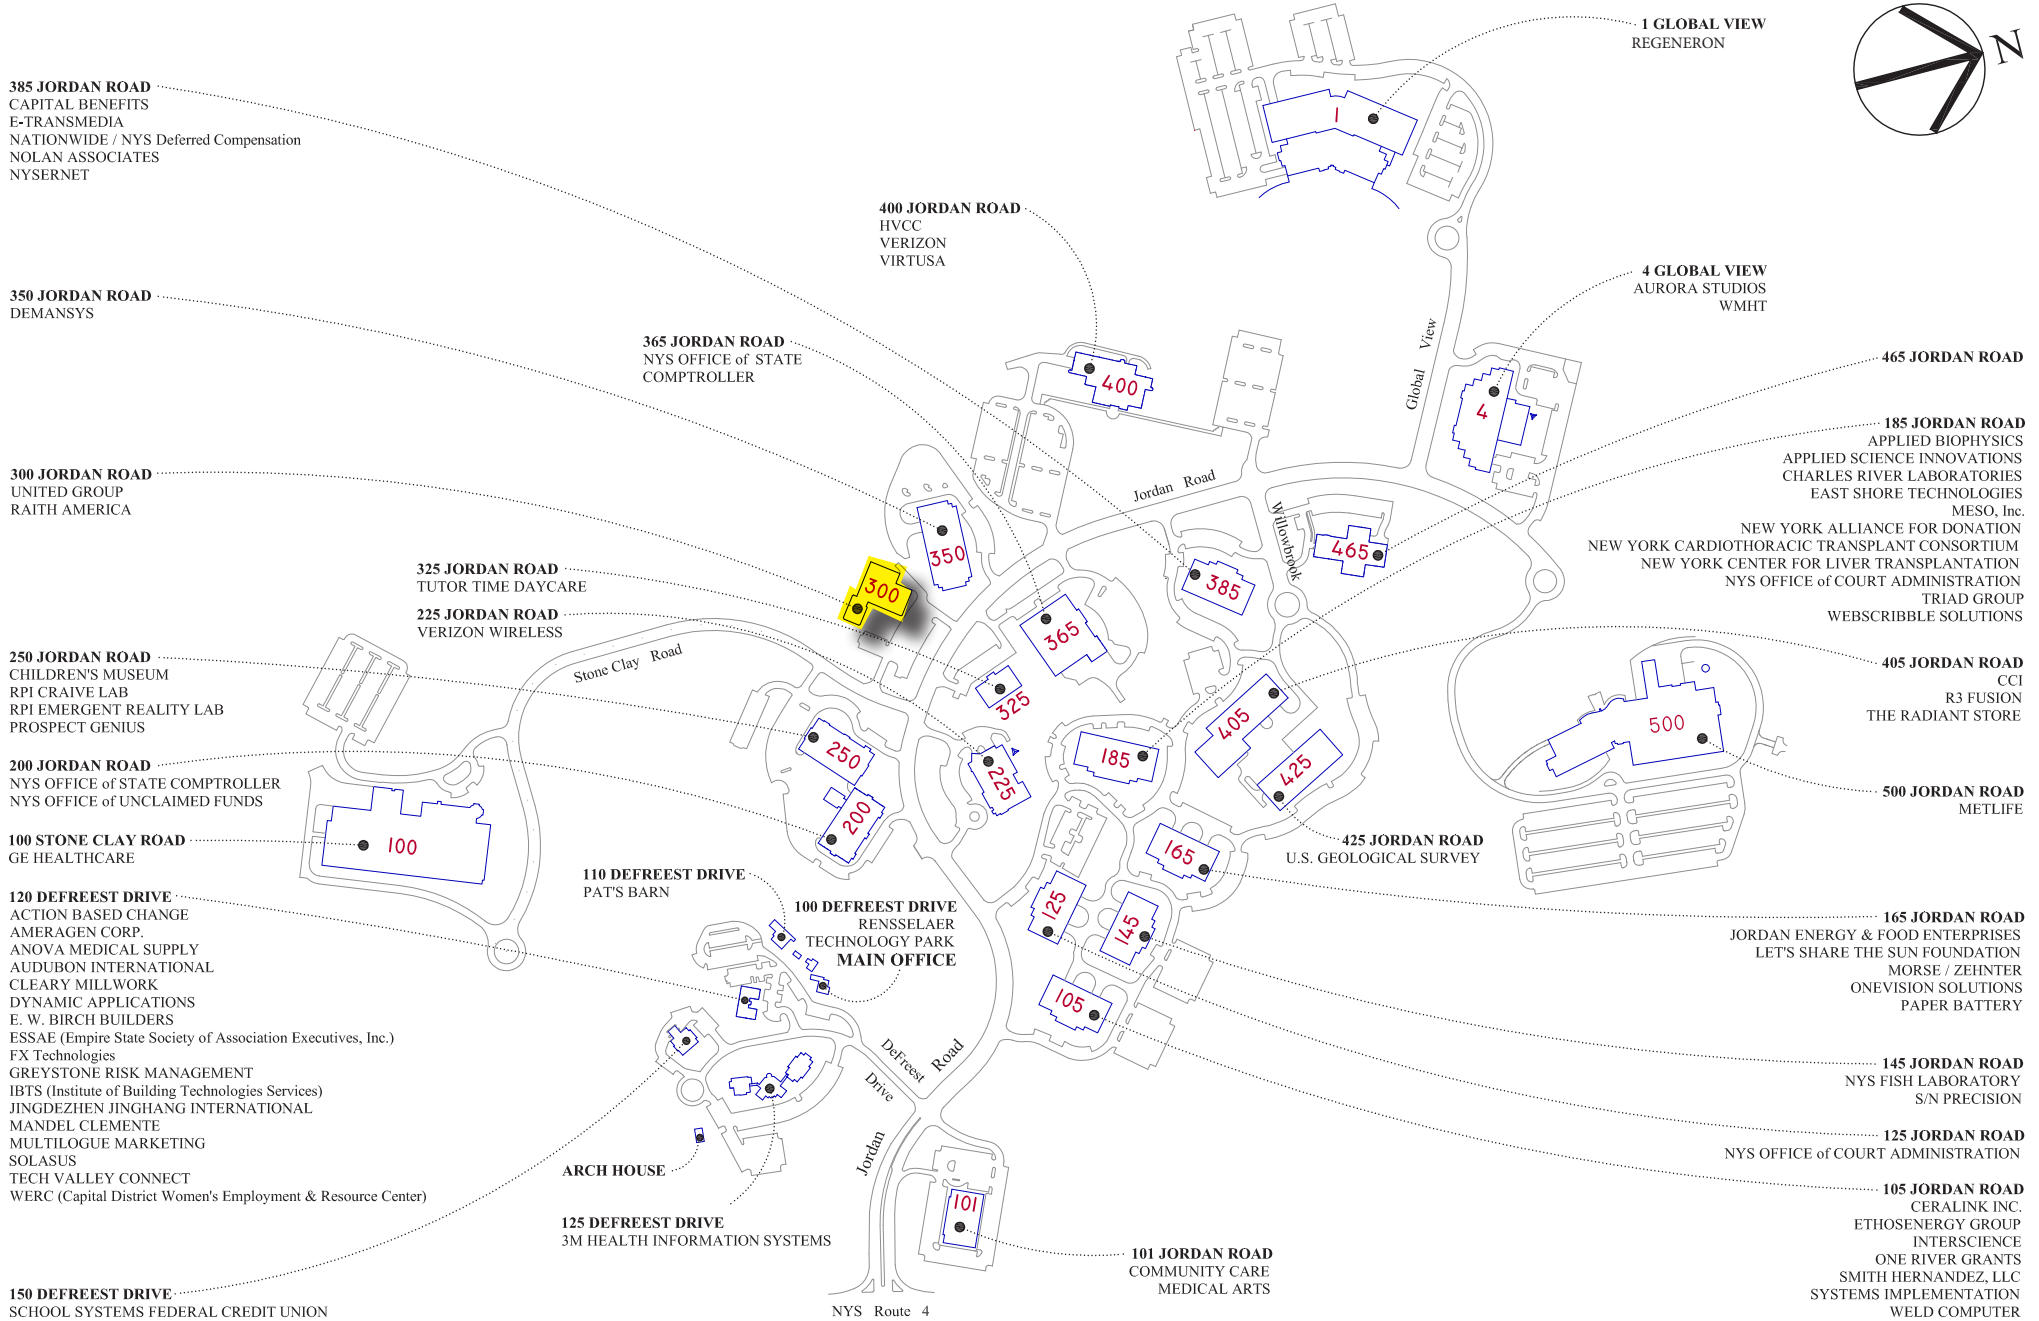 1 GLOBAL VIEW
REGENERON
N
385 JORDAN ROAD
CAPITAL BENEFITS
E-TRANSMEDIA
NATIONWIDE / NYS Deferred Compensation
NOLAN ASSOCIATES
NYSERNET
400 JORDAN ROAD
HVCC
VERIZON
VIRTUSA
4 GLOBAL VIEW
AURORA STUDIOS
WMHT
350 JORDAN ROAD
DEMANSYS
365 JORDAN ROAD
NYS OFFICE of STATE
COMPTROLLER
465 JORDAN ROAD
185 JORDAN ROAD
APPLIED BIOPHYSICS
APPLIED SCIENCE INNOVATIONS
CHARLES RIVER LABORATORIES
EAST SHORE TECHNOLOGIES
MESO, Inc.
NEW YORK ALLIANCE FOR DONATION
NEW YORK CARDIOTHORACIC TRANSPLANT CONSORTIUM
NEW YORK CENTER FOR LIVER TRANSPLANTATION
NYS OFFICE of COURT ADMINISTRATION
TRIAD GROUP
WEBSCRIBBLE SOLUTIONS
300 JORDAN ROAD
UNITED GROUP
RAITH AMERICA
325 JORDAN ROAD
TUTOR TIME DAYCARE
225 JORDAN ROAD
VERIZON WIRELESS
250 JORDAN ROAD
CHILDREN'S MUSEUM
RPI CRAIVE LAB
RPI EMERGENT REALITY LAB
PROSPECT GENIUS
405 JORDAN ROAD
CCI
R3 FUSION
THE RADIANT STORE
200 JORDAN ROAD
NYS OFFICE of STATE COMPTROLLER
NYS OFFICE of UNCLAIMED FUNDS
500 JORDAN ROAD
METLIFE
100 STONE CLAY ROAD
GE HEALTHCARE
425 JORDAN ROAD
U.S. GEOLOGICAL SURVEY
110 DEFREEST DRIVE
PAT'S BARN
100 DEFREEST DRIVE
RENSSELAER
TECHNOLOGY PARK
MAIN OFFICE
120 DEFREEST DRIVE
ACTION BASED CHANGE
AMERAGEN CORP.
ANOVA MEDICAL SUPPLY
AUDUBON INTERNATIONAL
CLEARY MILLWORK
DYNAMIC APPLICATIONS
E. W. BIRCH BUILDERS
ESSAE (Empire State Society of Association Executives, Inc.)
FX Technologies
GREYSTONE RISK MANAGEMENT
IBTS (Institute of Building Technologies Services)
JINGDEZHEN JINGHANG INTERNATIONAL
MANDEL CLEMENTE
MULTILOGUE MARKETING
SOLASUS
TECH VALLEY CONNECT
WERC (Capital District Women's Employment & Resource Center)
165 JORDAN ROAD
JORDAN ENERGY & FOOD ENTERPRISES
LET'S SHARE THE SUN FOUNDATION
MORSE / ZEHNTER
ONEVISION SOLUTIONS
PAPER BATTERY
145 JORDAN ROAD
NYS FISH LABORATORY
S/N PRECISION
125 JORDAN ROAD
NYS OFFICE of COURT ADMINISTRATION
105 JORDAN ROAD
CERALINK INC.
ETHOSENERGY GROUP
INTERSCIENCE
ONE RIVER GRANTS
SMITH HERNANDEZ, LLC
SYSTEMS IMPLEMENTATION
WELD COMPUTER
ARCH HOUSE
125 DEFREEST DRIVE
3M HEALTH INFORMATION SYSTEMS
101 JORDAN ROAD
COMMUNITY CARE
MEDICAL ARTS
150 DEFREEST DRIVE
SCHOOL SYSTEMS FEDERAL CREDIT UNION
NYS Route 4
Global View
Jordan Road
Willowbrook
Stone Clay Road
DeFreest Drive
Road
Jordan
1
4
400
350
300
465
385
365
325
405
500
250
185
425
225
200
100
165
125
145
105
101